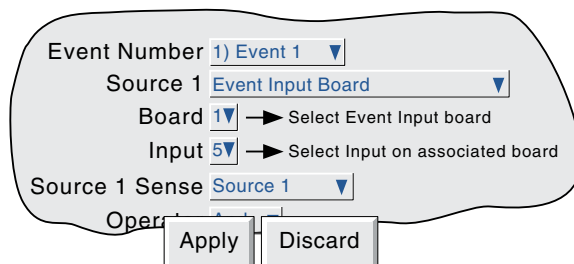 Event Number 1) Event 1
Source 1 Event Input Board
Board 1 Select Event Input board
Input 5 Select Input on associated board
Source 1 Sense Source 1
Apply Discard